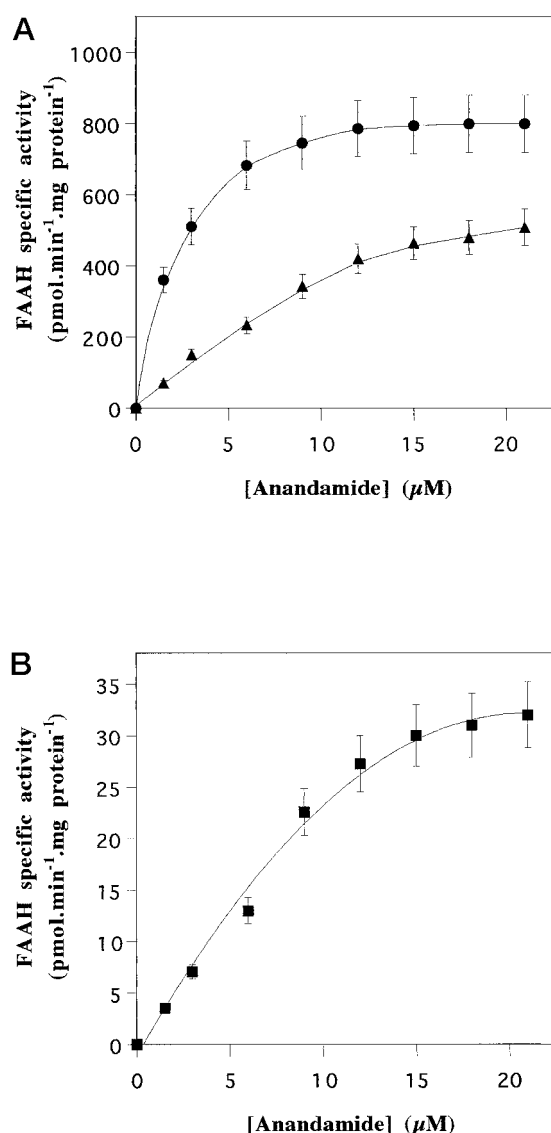 A
FAAH specific activity
(pmol.min⁻¹.mg protein⁻¹)
1000
800
600
400
200
0
0 5 10 15 20
[Anandamide] (µM)
B
FAAH specific activity
(pmol.min⁻¹.mg protein⁻¹)
35
30
25
20
15
10
5
0
0 5 10 15 20
[Anandamide] (µM)